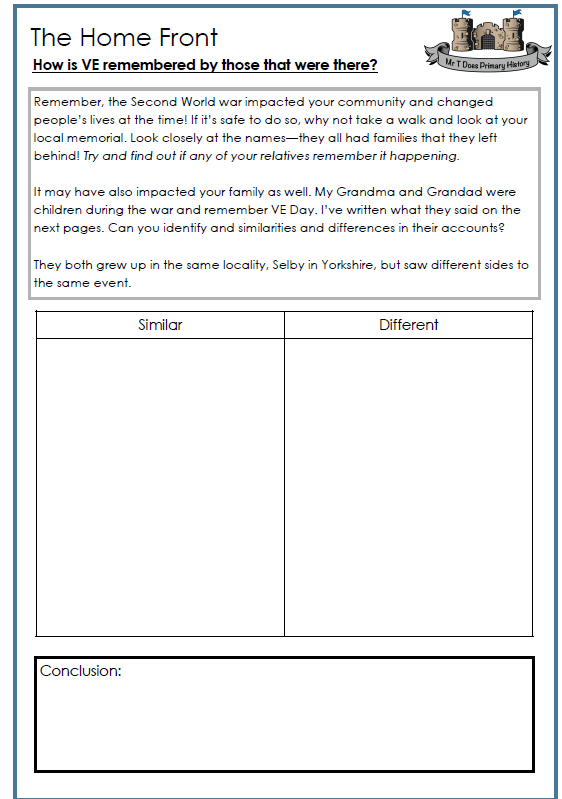 The Home Front
Mr T Does Primary History
How is VE remembered by those that were there?
Remember, the Second World war impacted your community and changed
people's lives at the time! If it's safe to do so, why not take a walk and look at your
local memorial. Look closely at the names—they all had families that they left
behind! Try and find out if any of your relatives remember it happening.
It may have also impacted your family as well. My Grandma and Grandad were
children during the war and remember VE Day. I've written what they said on the
next pages. Can you identify and similarities and differences in their accounts?
They both grew up in the same locality, Selby in Yorkshire, but saw different sides to
the same event.
Similar
Different
Conclusion: